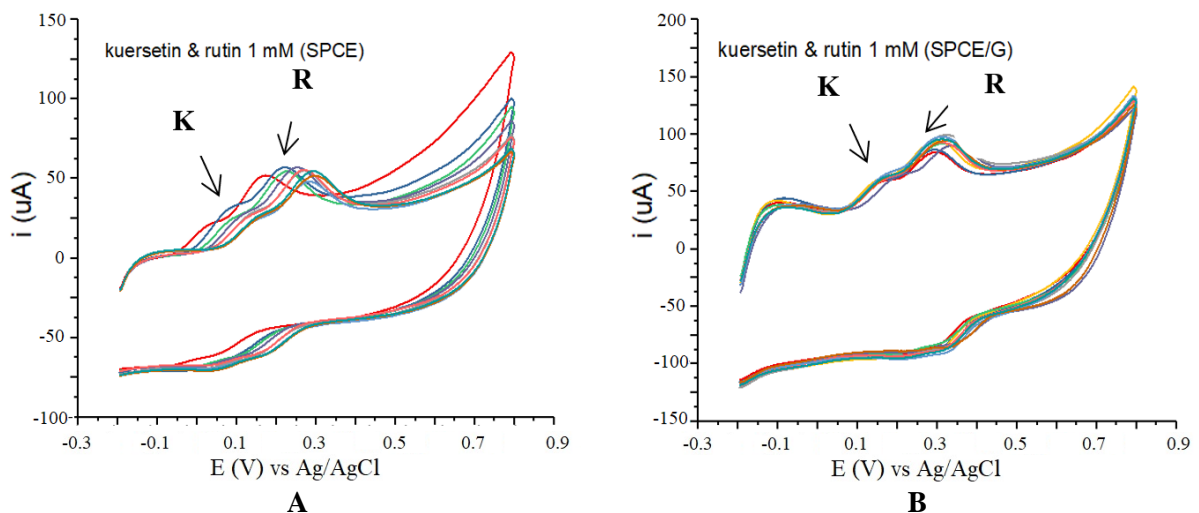 150
kuersetin & rutin 1 mM (SPCE)
R
100
K
50
i (uA)
0
-50
-100
-0.3 -0.1 0.1 0.3 0.5 0.7 0.9
E (V) vs Ag/AgCl
A
200
kuersetin & rutin 1 mM (SPCE/G)
150
K
R
100
50
i (uA)
0
-50
-100
-150
-0.3 -0.1 0.1 0.3 0.5 0.7 0.9
E (V) vs Ag/AgCl
B